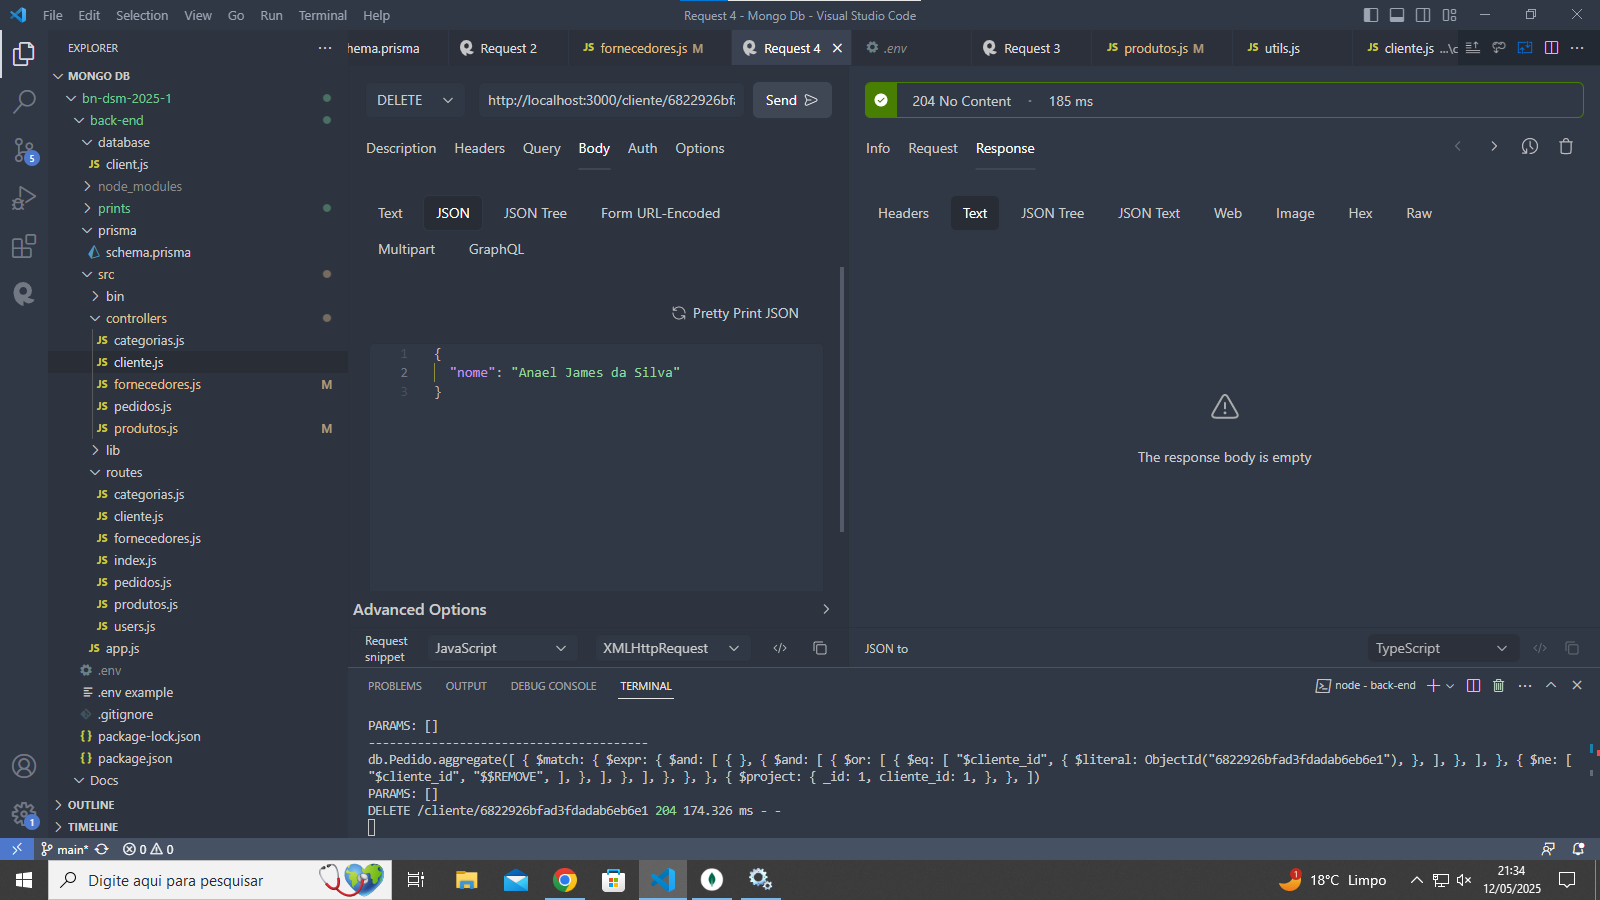 File Edit Selection View Go Run Terminal Help
Request 4 - Mongo Db - Visual Studio Code
EXPLORER
MONGO DB
bn-dsm-2025-1
back-end
database
JS client.js
node_modules
prints
prisma
schema.prisma
src
bin
controllers
JS categorias.js
JS cliente.js
JS fornecedores.js M
JS pedidos.js
JS produtos.js M
lib
routes
JS categorias.js
JS cliente.js
JS fornecedores.js
JS index.js
JS pedidos.js
JS produtos.js
JS users.js
JS app.js
.env
.env example
.gitignore
{} package-lock.json
{} package.json
Docs
OUTLINE
TIMELINE
5
1
hema.prisma
Request 2
JS fornecedores.js M
Request 4
.env
Request 3
JS produtos.js M
JS utils.js
JS cliente.js ...\c
DELETE
http://localhost:3000/cliente/6822926bfa
Send
Description Headers Query Body Auth Options
Text JSON JSON Tree Form URL-Encoded
Multipart GraphQL
Pretty Print JSON
1 {
2 "nome": "Anael James da Silva"
3 }
Advanced Options
Request snippet
JavaScript
XMLHttpRequest
204 No Content - 185 ms
Info Request Response
Headers Text JSON Tree JSON Text Web Image Hex Raw
The response body is empty
JSON to
TypeScript
PROBLEMS OUTPUT DEBUG CONSOLE TERMINAL
node - back-end
PARAMS: []
----------------------------------------
db.Pedido.aggregate([ { $match: { $expr: { $and: [ { }, { $and: [ { $or: [ { $eq: [ "$cliente_id", { $literal: ObjectId("6822926bfad3fdadab6eb6e1"), }, ], }, ], }, { $ne: [
"$cliente_id", "$$REMOVE", ], }, ], }, ], }, }, }, { $project: { _id: 1, cliente_id: 1, }, }, ])
PARAMS: []
DELETE /cliente/6822926bfad3fdadab6eb6e1 204 174.326 ms - -
main* 0 0
Digite aqui para pesquisar
1
18°C Limpo
21:34
12/05/2025